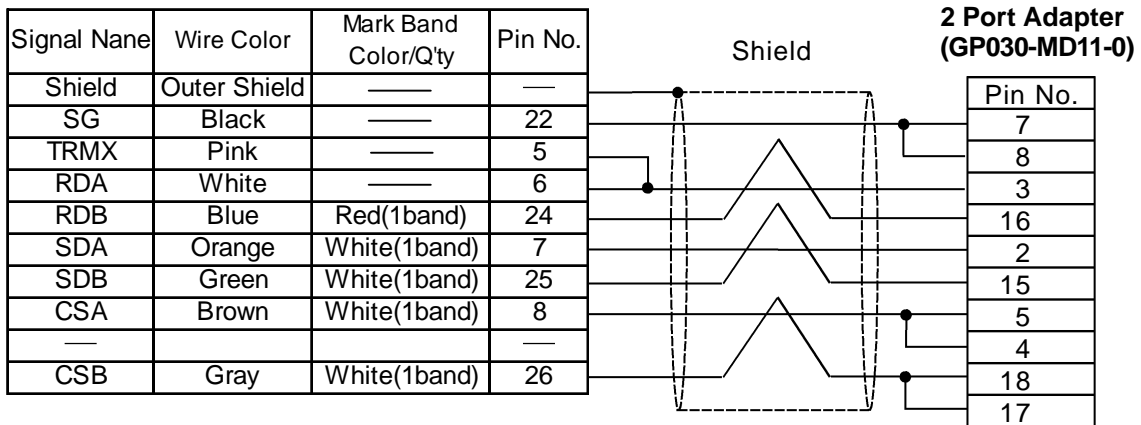 2 Port Adapter
(GP030-MD11-0)
Signal Nane Wire Color Mark Band Color/Q'ty Pin No.
Shield
Shield Outer Shield —— —
SG Black —— 22
TRMX Pink —— 5
RDA White —— 6
RDB Blue Red(1band) 24
SDA Orange White(1band) 7
SDB Green White(1band) 25
CSA Brown White(1band) 8
— —
CSB Gray White(1band) 26
Pin No.
7
8
3
16
2
15
5
4
18
17